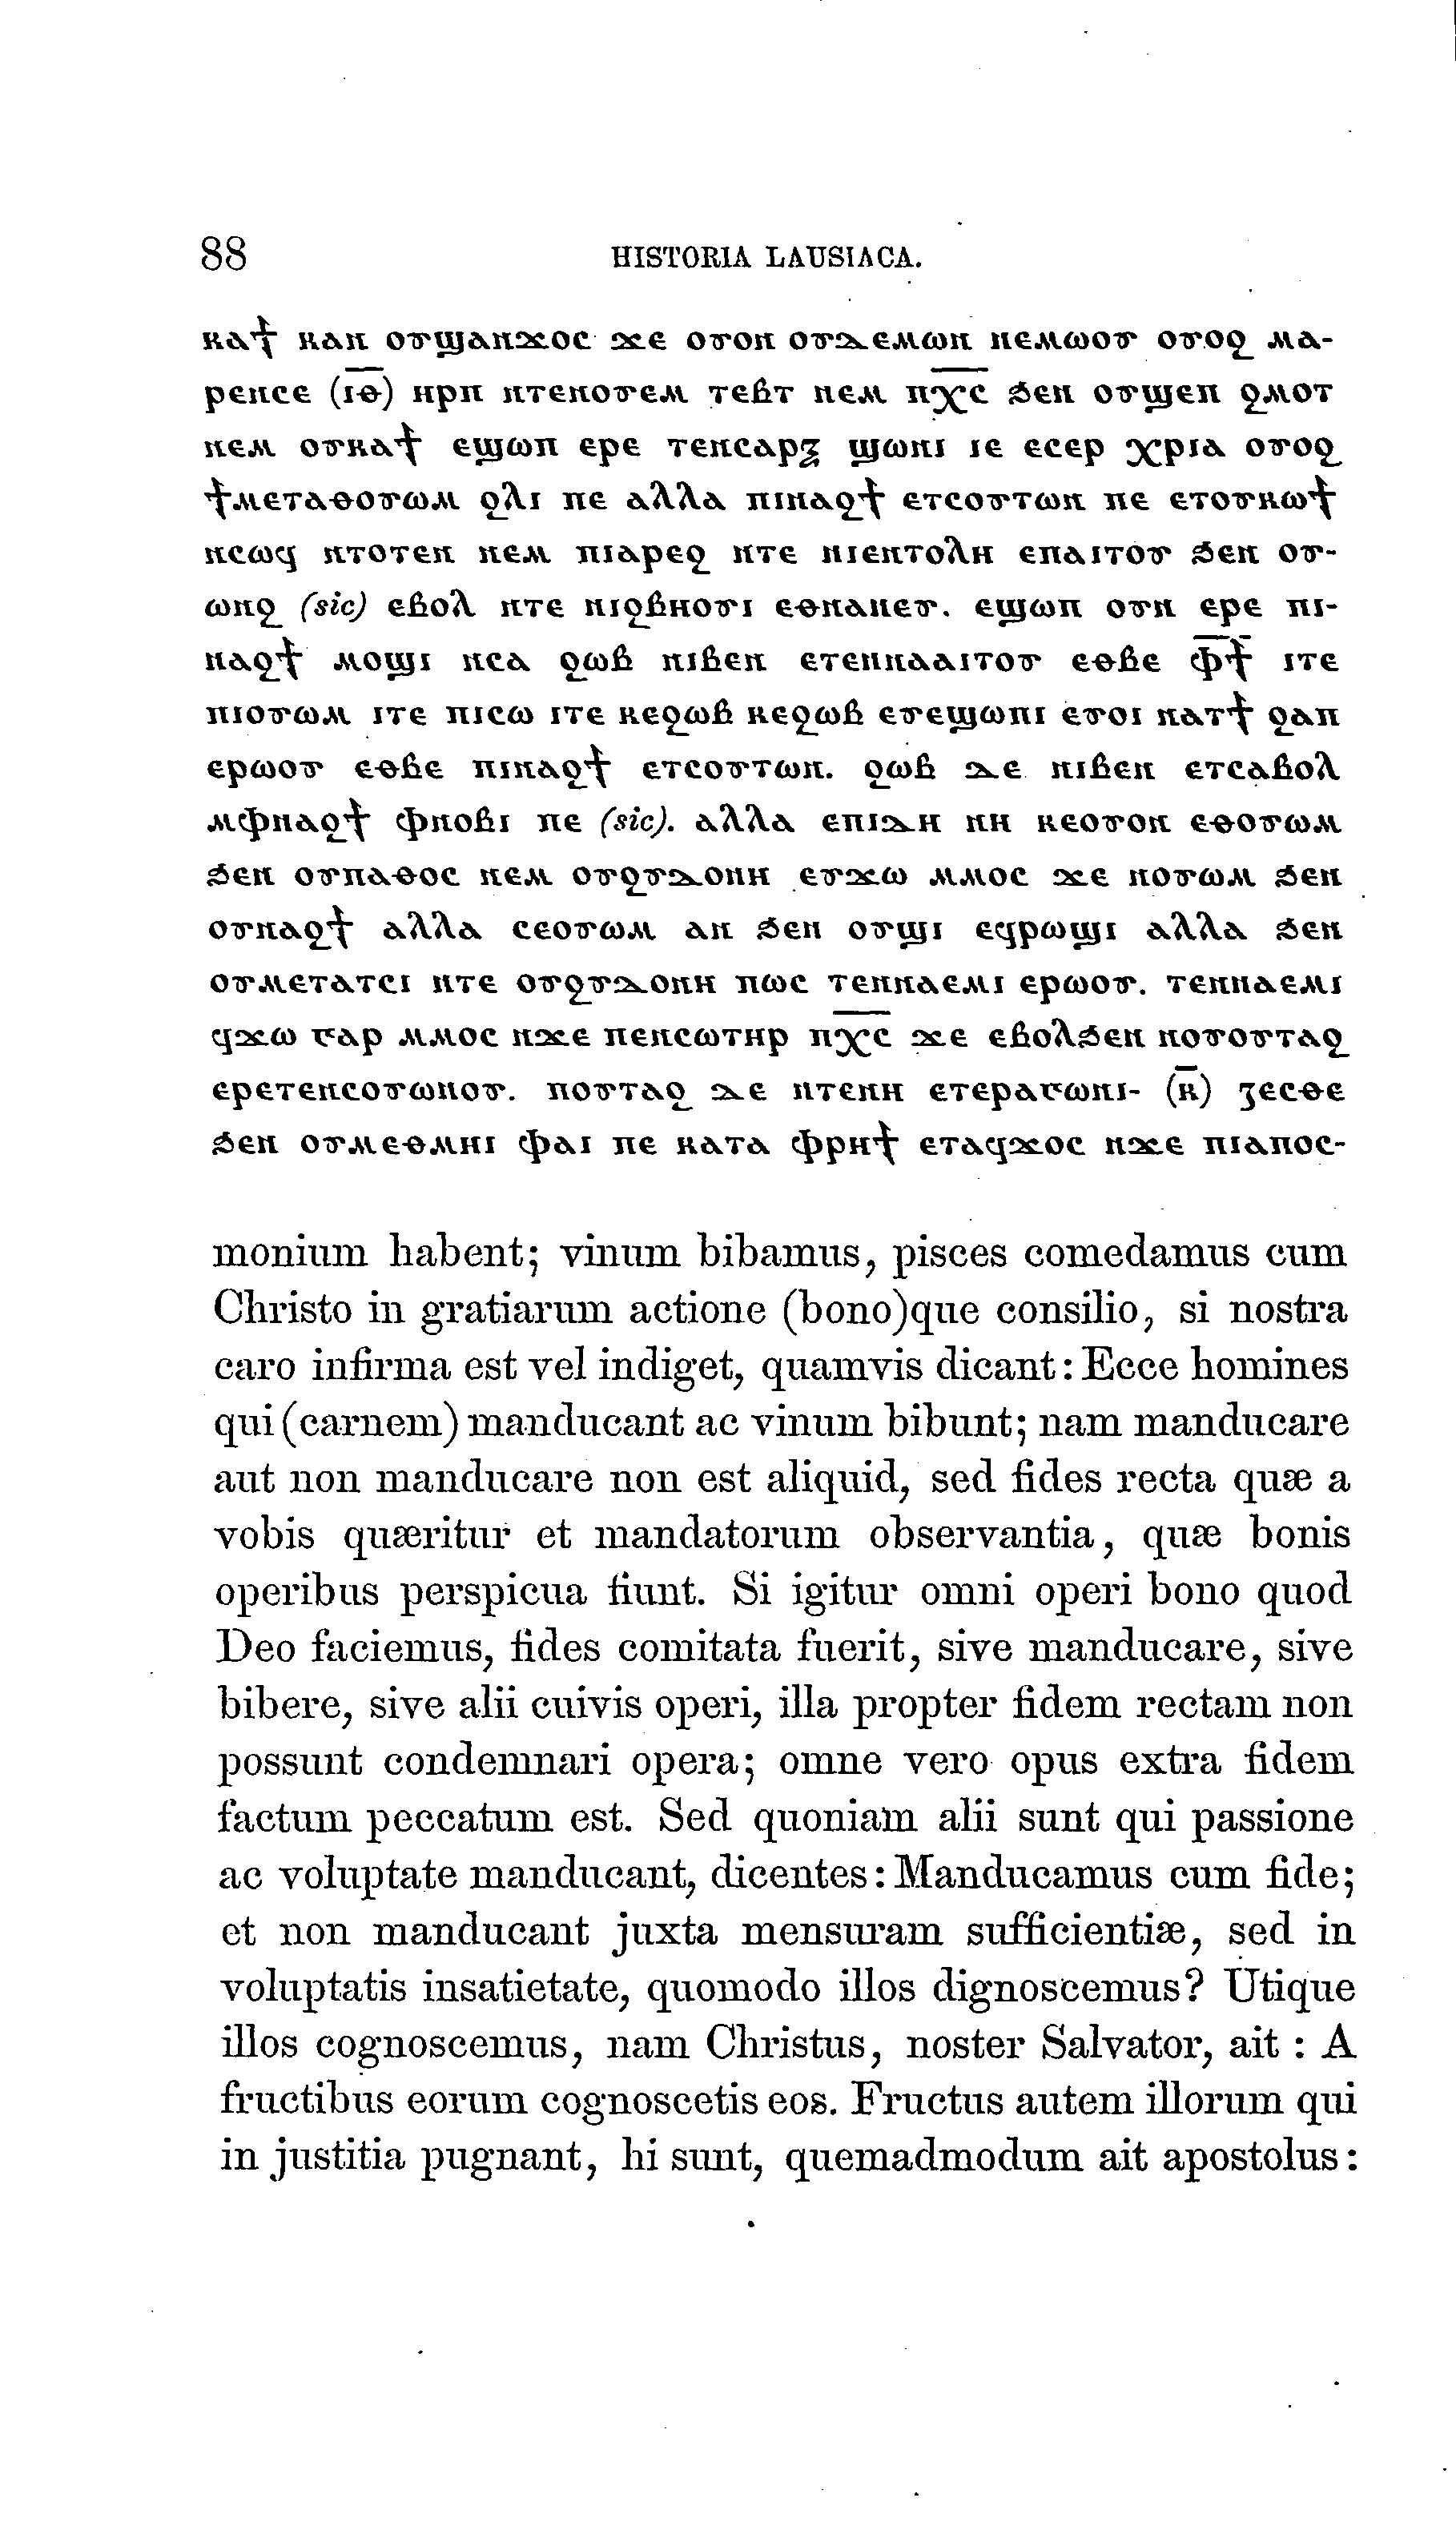 88 HISTORIA LAUSIACA.
ⲕⲁϯ ⲕⲁⲛ ⲟⲩϣⲁⲛϫⲟⲥ ϫⲉ ⲟⲩⲟⲛ ⲟⲩⲇⲉⲙⲱⲛ ⲛⲉⲙⲱⲟⲩ ⲟⲩⲟϩ ⲙⲁ-
ⲣⲉⲛⲥⲉ (ⲓ̅ⲑ̅) ⲏⲣⲡ ⲛⲧⲉⲛⲟⲩⲉⲙ ⲧⲉⲃⲧ ⲛⲉⲙ ⲡⲭ̅ⲥ̅ ϧⲉⲛ ⲟⲩϣⲉⲡ ϩⲙⲟⲧ
ⲛⲉⲙ ⲟⲩⲕⲁϯ ⲉϣⲱⲡ ⲉⲣⲉ ⲧⲉⲛⲥⲁⲣⲝ ϣⲱⲛⲓ ⲓⲉ ⲉⲥⲉⲣ ⲭⲣⲓⲁ ⲟⲩⲟϩ
ϯⲙⲉⲧⲁⲑⲟⲩⲱⲙ ϩⲗⲓ ⲡⲉ ⲁⲗⲗⲁ ⲡⲓⲛⲁϩϯ ⲉⲧⲥⲟⲩⲧⲱⲛ ⲡⲉ ⲉⲧⲟⲩⲕⲱϯ
ⲛⲥⲱϥ ⲛⲧⲟⲧⲉⲛ ⲛⲉⲙ ⲡⲓⲁⲣⲉϩ ⲛⲧⲉ ⲛⲓⲉⲛⲧⲟⲗⲏ ⲉⲡⲁⲓⲧⲟⲩ ϧⲉⲛ ⲟⲩ-
ⲱⲛϩ (sic) ⲉⲃⲟⲗ ⲛⲧⲉ ⲛⲓϩⲃⲏⲟⲩⲓ ⲉⲑⲛⲁⲛⲉⲩ. ⲉϣⲱⲡ ⲟⲩⲛ ⲉⲣⲉ ⲡⲓ-
ⲛⲁϩϯ ⲙⲟϣⲓ ⲛⲥⲁ ϩⲱⲃ ⲛⲓⲃⲉⲛ ⲉⲧⲉⲛⲛⲁⲁⲓⲧⲟⲩ ⲉⲑⲃⲉ ⲫ̅ϯ̅ ⲓⲧⲉ
ⲡⲓⲟⲩⲱⲙ ⲓⲧⲉ ⲡⲓⲥⲱ ⲓⲧⲉ ⲕⲉϩⲱⲃ ⲕⲉϩⲱⲃ ⲉⲩⲉϣⲱⲡⲓ ⲉⲩⲟⲓ ⲛⲁⲧϯ ϩⲁⲡ
ⲉⲣⲱⲟⲩ ⲉⲑⲃⲉ ⲡⲓⲛⲁϩϯ ⲉⲧⲥⲟⲩⲧⲱⲛ. ϩⲱⲃ ⲇⲉ ⲛⲓⲃⲉⲛ ⲉⲧⲥⲁⲃⲟⲗ
ⲙⲫⲛⲁϩϯ ⲫⲛⲟⲃⲓ ⲡⲉ (sic). ⲁⲗⲗⲁ ⲉⲡⲓⲇⲏ ⲛⲏ ⲕⲉⲟⲩⲟⲛ ⲉⲑⲟⲩⲱⲙ
ϧⲉⲛ ⲟⲩⲡⲁⲑⲟⲥ ⲛⲉⲙ ⲟⲩϩⲩⲇⲟⲛⲏ ⲉⲩϫⲱ ⲙⲙⲟⲥ ϫⲉ ⲛⲟⲩⲱⲙ ϧⲉⲛ
ⲟⲩⲛⲁϩϯ ⲁⲗⲗⲁ ⲥⲉⲟⲩⲱⲙ ⲁⲛ ϧⲉⲛ ⲟⲩϣⲓ ⲉϥⲣⲱϣⲓ ⲁⲗⲗⲁ ϧⲉⲛ
ⲟⲩⲙⲉⲧⲁⲧⲥⲓ ⲛⲧⲉ ⲟⲩϩⲩⲇⲟⲛⲏ ⲡⲱⲥ ⲧⲉⲛⲛⲁⲉⲙⲓ ⲉⲣⲱⲟⲩ. ⲧⲉⲛⲛⲁⲉⲙⲓ
ϥϫⲱ ⲅⲁⲣ ⲙⲙⲟⲥ ⲛϫⲉ ⲡⲉⲛⲥⲱⲧⲏⲣ ⲡⲭ̅ⲥ̅ ϫⲉ ⲉⲃⲟⲗϧⲉⲛ ⲛⲟⲩⲟⲩⲧⲁϩ
ⲉⲣⲉⲧⲉⲛⲥⲟⲩⲱⲛⲟⲩ. ⲡⲟⲩⲧⲁϩ ⲇⲉ ⲛⲧⲉⲛⲏ ⲉⲧⲉⲣⲁⲅⲱⲛⲓ- (ⲕ̅) ⲍⲉⲥⲑⲉ
ϧⲉⲛ ⲟⲩⲙⲉⲑⲙⲏⲓ ⲫⲁⲓ ⲡⲉ ⲕⲁⲧⲁ ⲫⲣⲏϯ ⲉⲧⲁϥϫⲟⲥ ⲛϫⲉ ⲡⲓⲁⲡⲟⲥ-
monium habent; vinum bibamus, pisces comedamus cum
Christo in gratiarum actione (bono)que consilio, si nostra
caro infirma est vel indiget, quamvis dicant: Ecce homines
qui (carnem) manducant ac vinum bibunt; nam manducare
aut non manducare non est aliquid, sed fides recta quæ a
vobis quæritur et mandatorum observantia, quæ bonis
operibus perspicua fiunt. Si igitur omni operi bono quod
Deo faciemus, fides comitata fuerit, sive manducare, sive
bibere, sive alii cuivis operi, illa propter fidem rectam non
possunt condemnari opera; omne vero opus extra fidem
factum peccatum est. Sed quoniam alii sunt qui passione
ac voluptate manducant, dicentes: Manducamus cum fide;
et non manducant juxta mensuram sufficientiæ, sed in
voluptatis insatietate, quomodo illos dignoscemus? Utique
illos cognoscemus, nam Christus, noster Salvator, ait : A
fructibus eorum cognoscetis eos. Fructus autem illorum qui
in justitia pugnant, hi sunt, quemadmodum ait apostolus: